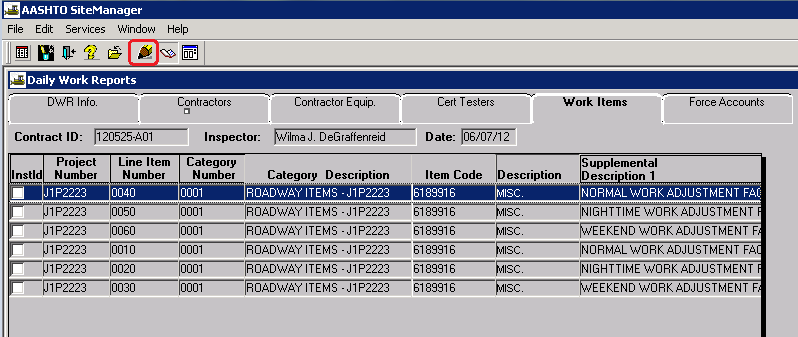 AASHTO SiteManager
File Edit Services Window Help
Daily Work Reports
DWR Info. Contractors Contractor Equip. Cert Testers Work Items Force Accounts
Contract ID: 120525-A01 Inspector: Wilma J. DeGraffenreid Date: 06/07/12
Project Line Item Category Supplemental
InstId Number Number Number Category Description Item Code Description Description 1
J1P2223 0040 0001 ROADWAY ITEMS - J1P2223 6189916 MISC. NORMAL WORK ADJUSTMENT FAC
J1P2223 0050 0001 ROADWAY ITEMS - J1P2223 6189916 MISC. NIGHTTIME WORK ADJUSTMENT F
J1P2223 0060 0001 ROADWAY ITEMS - J1P2223 6189916 MISC. WEEKEND WORK ADJUSTMENT FA
J1P2223 0010 0001 ROADWAY ITEMS - J1P2223 6189916 MISC. NORMAL WORK ADJUSTMENT FAC
J1P2223 0020 0001 ROADWAY ITEMS - J1P2223 6189916 MISC. NIGHTTIME WORK ADJUSTMENT F
J1P2223 0030 0001 ROADWAY ITEMS - J1P2223 6189916 MISC. WEEKEND WORK ADJUSTMENT FA